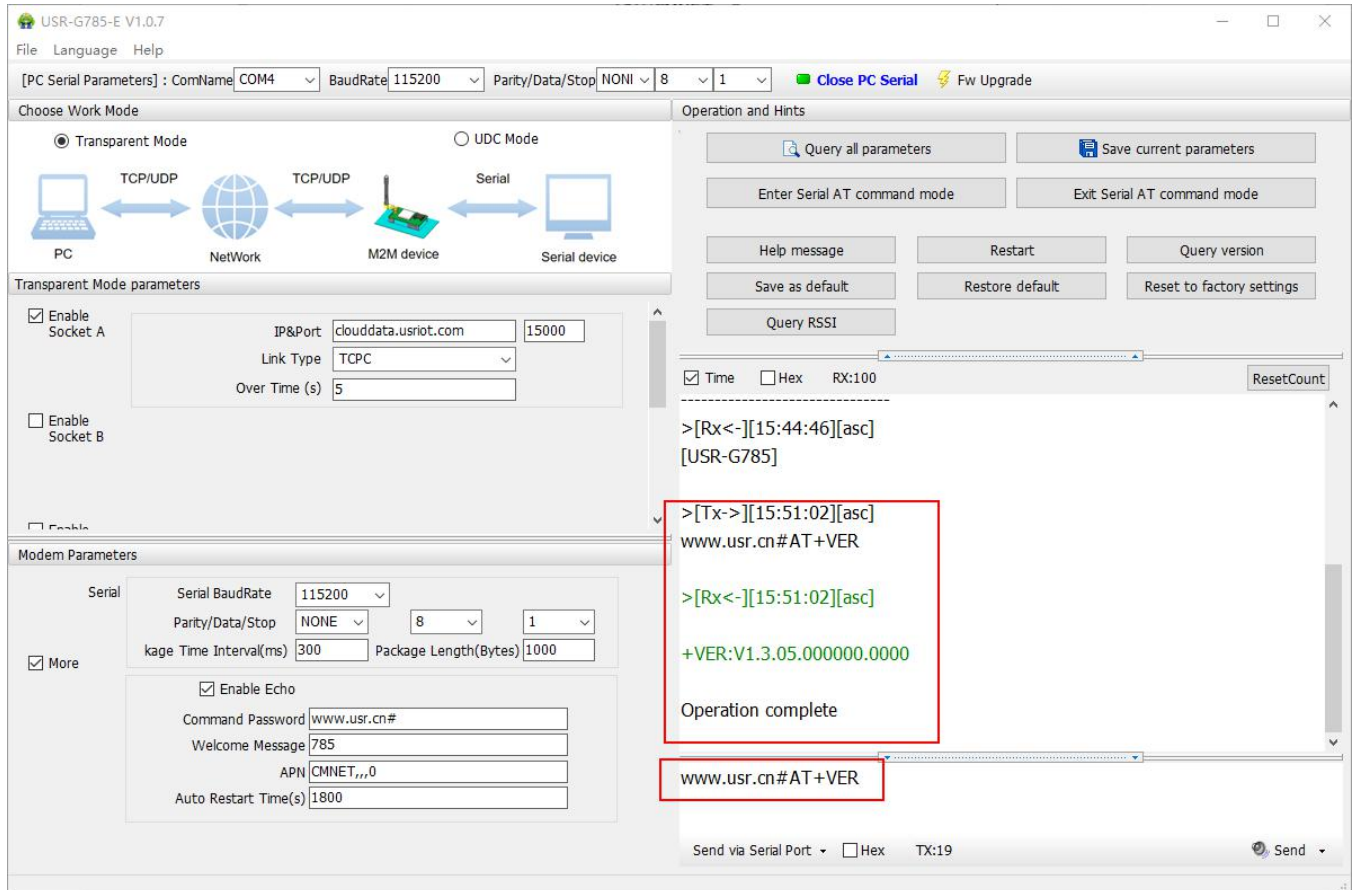 USR-G785-E V1.0.7
File Language Help
[PC Serial Parameters] : ComName COM4 BaudRate 115200 Parity/Data/Stop NONI 8 1 Close PC Serial Fw Upgrade
Choose Work Mode
Transparent Mode UDC Mode
TCP/UDP TCP/UDP Serial
PC NetWork M2M device Serial device
Transparent Mode parameters
Enable
Socket A
IP&Port clouddata.usriot.com 15000
Link Type TCPC
Over Time (s) 5
Enable
Socket B
Enable
Modem Parameters
Serial
Serial BaudRate 115200
Parity/Data/Stop NONE 8 1
kage Time Interval(ms) 300 Package Length(Bytes) 1000
More
Enable Echo
Command Password www.usr.cn#
Welcome Message 785
APN CMNET,,,0
Auto Restart Time(s) 1800
Operation and Hints
Query all parameters Save current parameters
Enter Serial AT command mode Exit Serial AT command mode
Help message Restart Query version
Save as default Restore default Reset to factory settings
Query RSSI
Time Hex RX:100 ResetCount
-------------------------------
>[Rx<-][15:44:46][asc]
[USR-G785]
>[Tx->][15:51:02][asc]
www.usr.cn#AT+VER
>[Rx<-][15:51:02][asc]
+VER:V1.3.05.000000.0000
Operation complete
www.usr.cn#AT+VER
Send via Serial Port Hex TX:19 Send